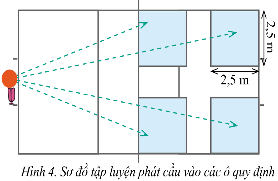 2,5 m
2,5 m
Hình 4. Sơ đồ tập luyện phát cầu vào các ô quy định